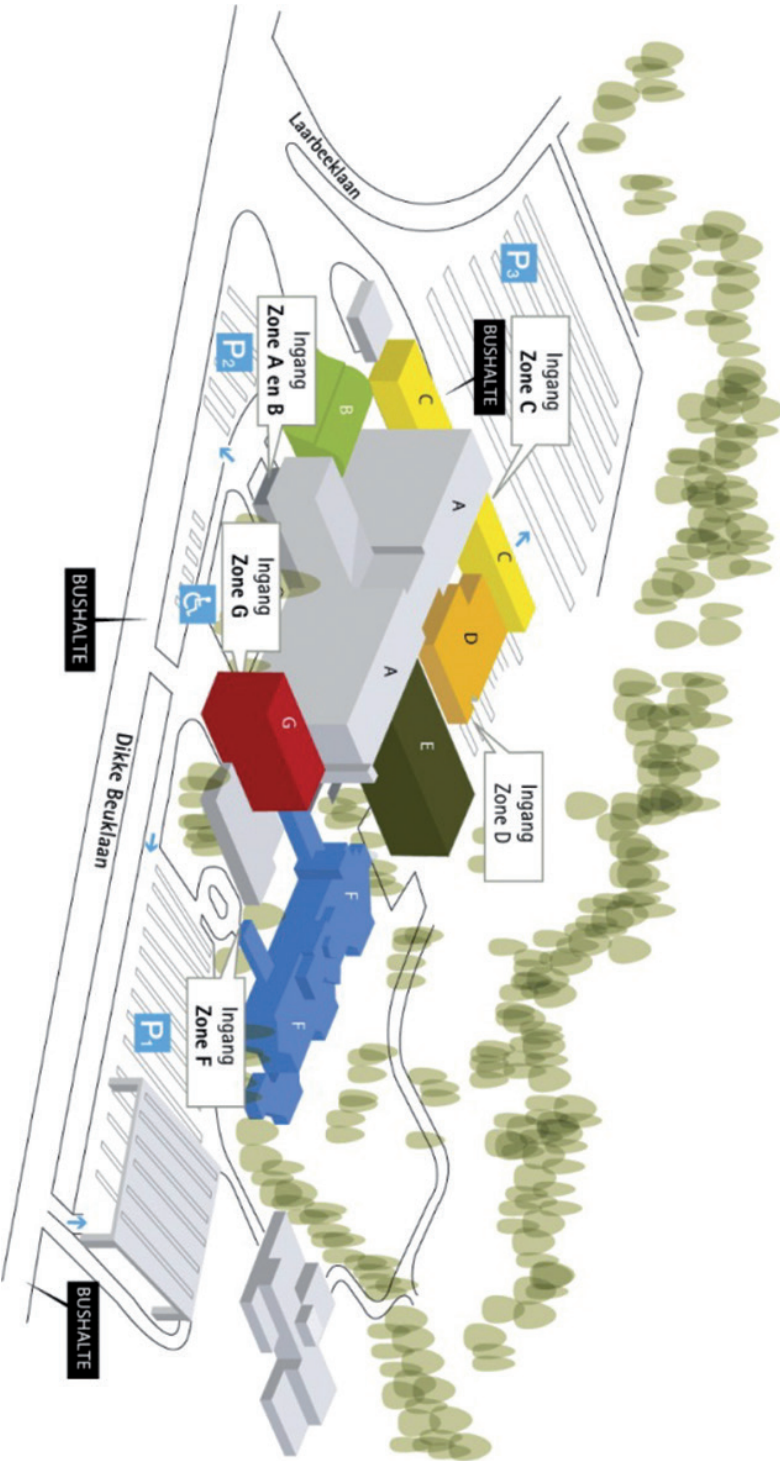 Laarbeeklaan
P3
Ingang
Zone C
BUSHALTE
Ingang
Zone A en B
P2
C
B
A
C
D
Ingang
Zone G
BUSHALTE
A
G
E
Ingang
Zone D
Dikke Beuklaan
F
F
Ingang
Zone F
P1
BUSHALTE